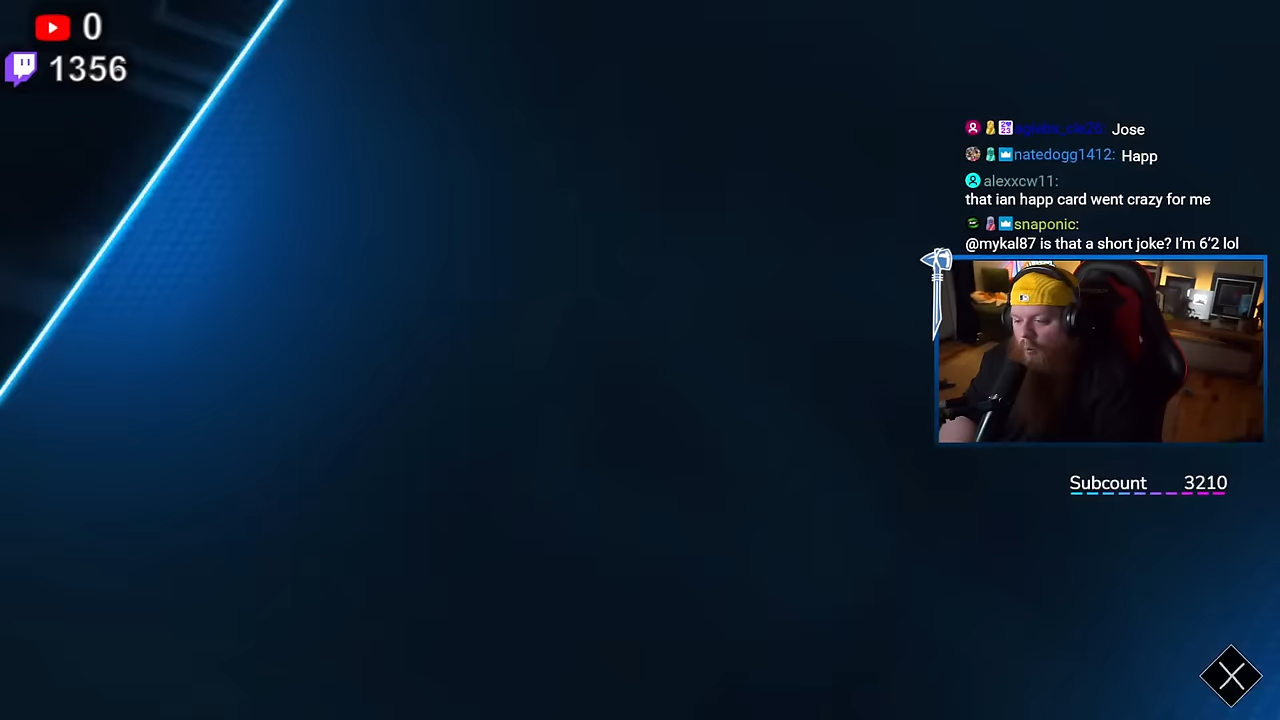 0
1356
Jose
natedogg1412: Happ
alexxcw11:
that ian happ card went crazy for me
snaponic:
@mykal87 is that a short joke? I'm 6'2 lol
Subcount 3210